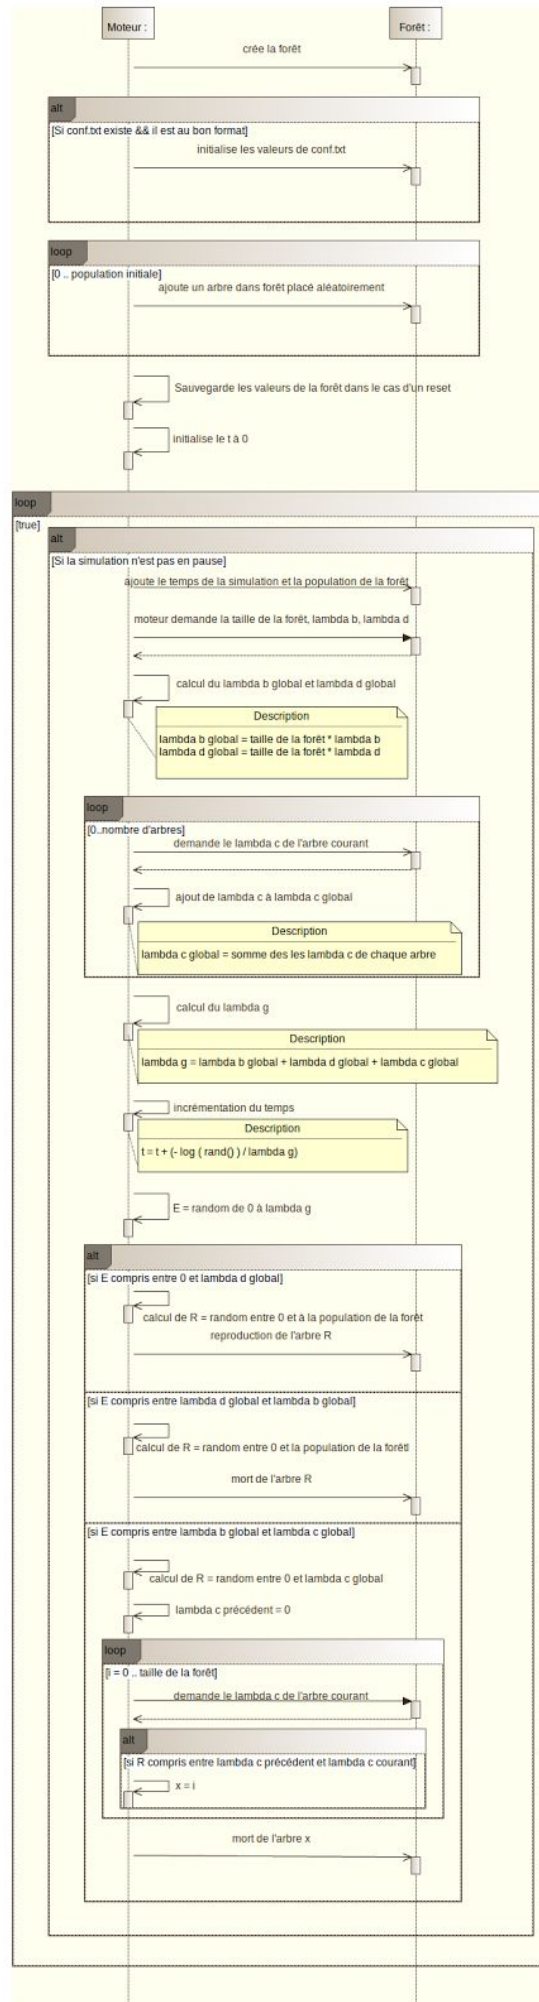 Moteur :
Forêt :
crée la forêt
alt
[Si conf.txt existe && il est au bon format]
initialise les valeurs de conf.txt
loop
[0 .. population initiale]
ajoute un arbre dans forêt placé aléatoirement
Sauvegarde les valeurs de la forêt dans le cas d'un reset
initialise le t à 0
loop
[true]
alt
[Si la simulation n'est pas en pause]
ajoute le temps de la simulation et la population de la forêt
moteur demande la taille de la forêt, lambda b, lambda d
calcul du lambda b global et lambda d global
Description
lambda b global = taille de la forêt * lambda b
lambda d global = taille de la forêt * lambda d
loop
[0..nombre d'arbres]
demande le lambda c de l'arbre courant
ajout de lambda c à lambda c global
Description
lambda c global = somme des les lambda c de chaque arbre
calcul du lambda g
Description
lambda g = lambda b global + lambda d global + lambda c global
incrémentation du temps
Description
t = t + (- log ( rand() ) / lambda g)
E = random de 0 à lambda g
alt
[si E compris entre 0 et lambda d global]
calcul de R = random entre 0 et à la population de la forêt
reproduction de l'arbre R
[si E compris entre lambda d global et lambda b global]
calcul de R = random entre 0 et la population de la forêtl
mort de l'arbre R
[si E compris entre lambda b global et lambda c global]
calcul de R = random entre 0 et lambda c global
lambda c précédent = 0
loop
[i = 0 .. taille de la forêt]
demande le lambda c de l'arbre courant
alt
[si R compris entre lambda c précédent et lambda c courant]
x = i
mort de l'arbre x